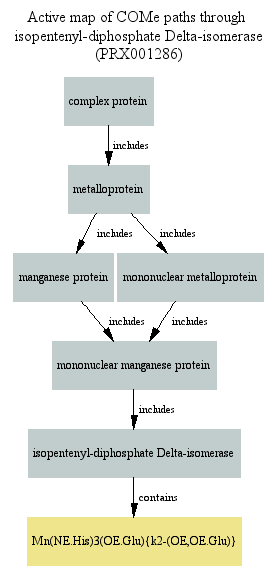 Active map of COMe paths through
isopentenyl-diphosphate Delta-isomerase
(PRX001286)
complex protein
includes
metalloprotein
includes
includes
manganese protein
mononuclear metalloprotein
includes
includes
mononuclear manganese protein
includes
isopentenyl-diphosphate Delta-isomerase
contains
Mn(NE.His)3(OE.Glu){k2-(OE,OE.Glu)}